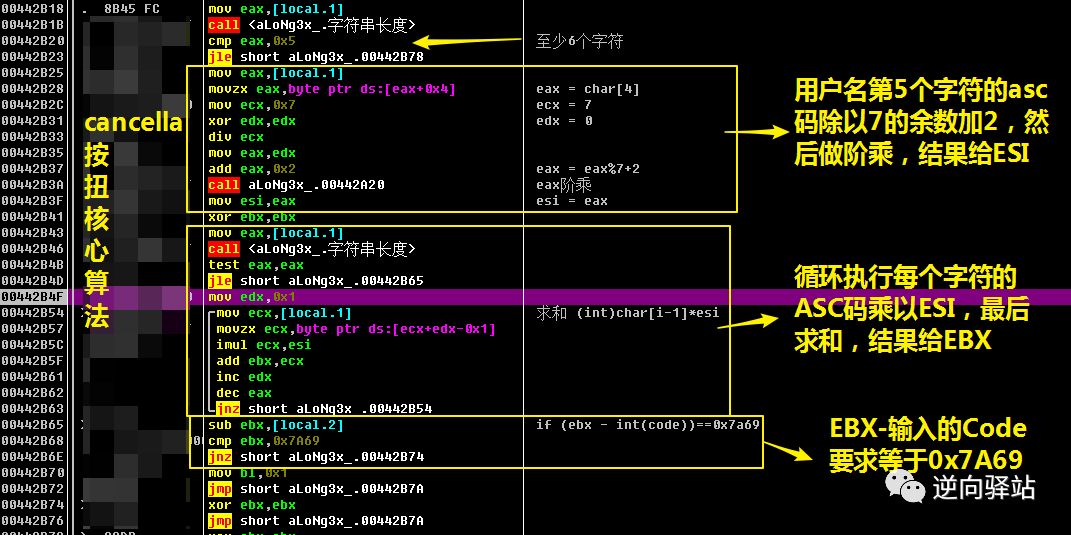 00442B18 . 8B45 FC mov eax,[local.1]
00442B1B call <aLoNg3x_.字符串长度>
00442B20 cmp eax,0x5 至少6个字符
00442B23 jle short aLoNg3x_.00442B78
00442B25 mov eax,[local.1]
00442B28 movzx eax,byte ptr ds:[eax+0x4] eax = char[4]
00442B2C mov ecx,0x7 ecx = 7
00442B31 xor edx,edx edx = 0
00442B33 div ecx
00442B35 mov eax,edx
00442B37 add eax,0x2 eax = eax%7+2
00442B3A call aLoNg3x_.00442A20 eax阶乘
00442B3F mov esi,eax esi = eax
00442B41 xor ebx,ebx
00442B43 mov eax,[local.1]
00442B46 call <aLoNg3x_.字符串长度>
00442B4B test eax,eax
00442B4D jle short aLoNg3x_.00442B65
00442B4F mov edx,0x1
00442B54 mov ecx,[local.1] 求和 (int)char[i-1]*esi
00442B57 movzx ecx,byte ptr ds:[ecx+edx-0x1]
00442B5C imul ecx,esi
00442B5F add ebx,ecx
00442B61 inc edx
00442B62 dec eax
00442B63 jnz short aLoNg3x_.00442B54
00442B65 sub ebx,[local.2] if (ebx - int(code))==0x7a69
00442B68 cmp ebx,0x7A69
00442B6E jnz short aLoNg3x_.00442B74
00442B70 mov bl,0x1
00442B72 jmp short aLoNg3x_.00442B7A
00442B74 xor ebx,ebx
00442B76 jmp short aLoNg3x_.00442B7A
cancella
按
扭
核
心
算
法
用户名第5个字符的asc
码除以7的余数加2，然
后做阶乘，结果给ESI
循环执行每个字符的
ASC码乘以ESI，最后
求和，结果给EBX
EBX-输入的Code
要求等于0x7A69
逆向驿站